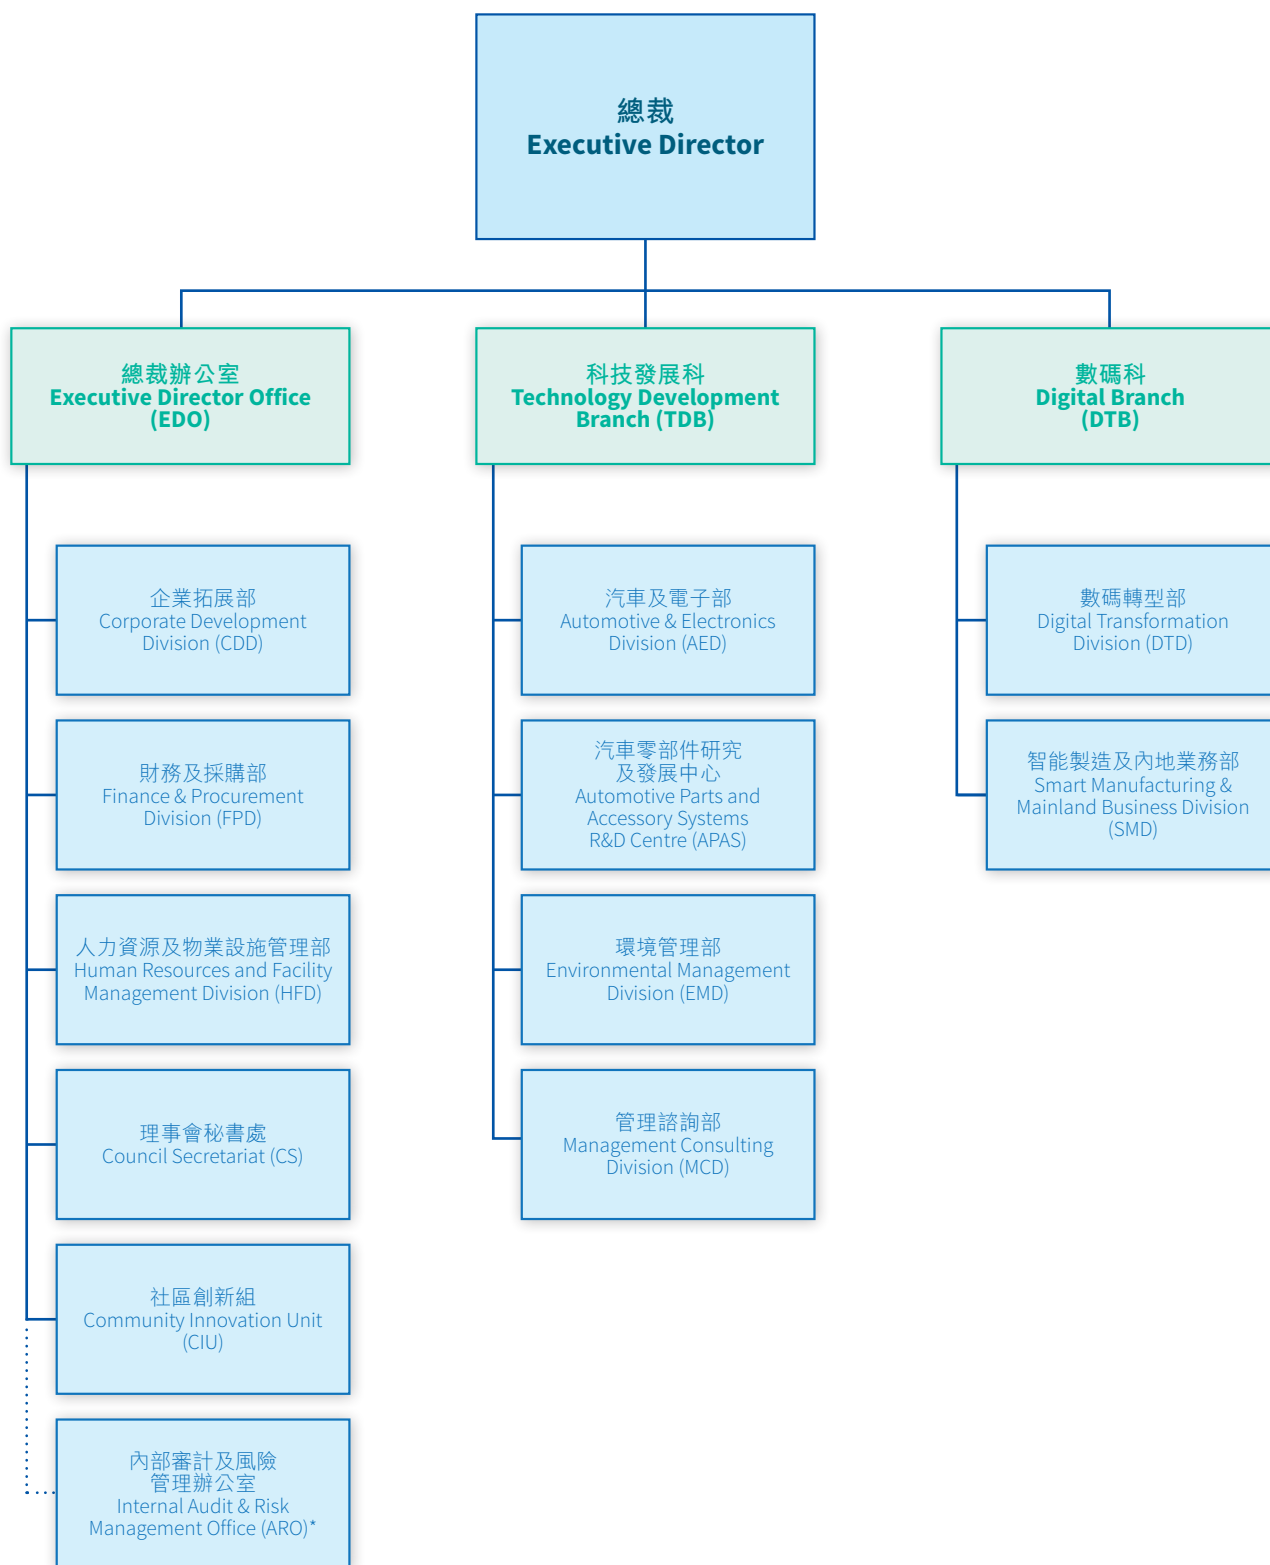 總裁
Executive Director
總裁辦公室
Executive Director Office
(EDO)
企業拓展部
Corporate Development
Division (CDD)
財務及採購部
Finance & Procurement
Division (FPD)
人力資源及物業設施管理部
Human Resources and Facility
Management Division (HFD)
理事會秘書處
Council Secretariat (CS)
社區創新組
Community Innovation Unit
(CIU)
內部審計及風險
管理辦公室
Internal Audit & Risk
Management Office (ARO)*
科技發展科
Technology Development
Branch (TDB)
汽車及電子部
Automotive & Electronics
Division (AED)
汽車零部件研究
及發展中心
Automotive Parts and
Accessory Systems
R&D Centre (APAS)
環境管理部
Environmental Management
Division (EMD)
管理諮詢部
Management Consulting
Division (MCD)
數碼科
Digital Branch
(DTB)
數碼轉型部
Digital Transformation
Division (DTD)
智能製造及內地業務部
Smart Manufacturing &
Mainland Business Division
(SMD)